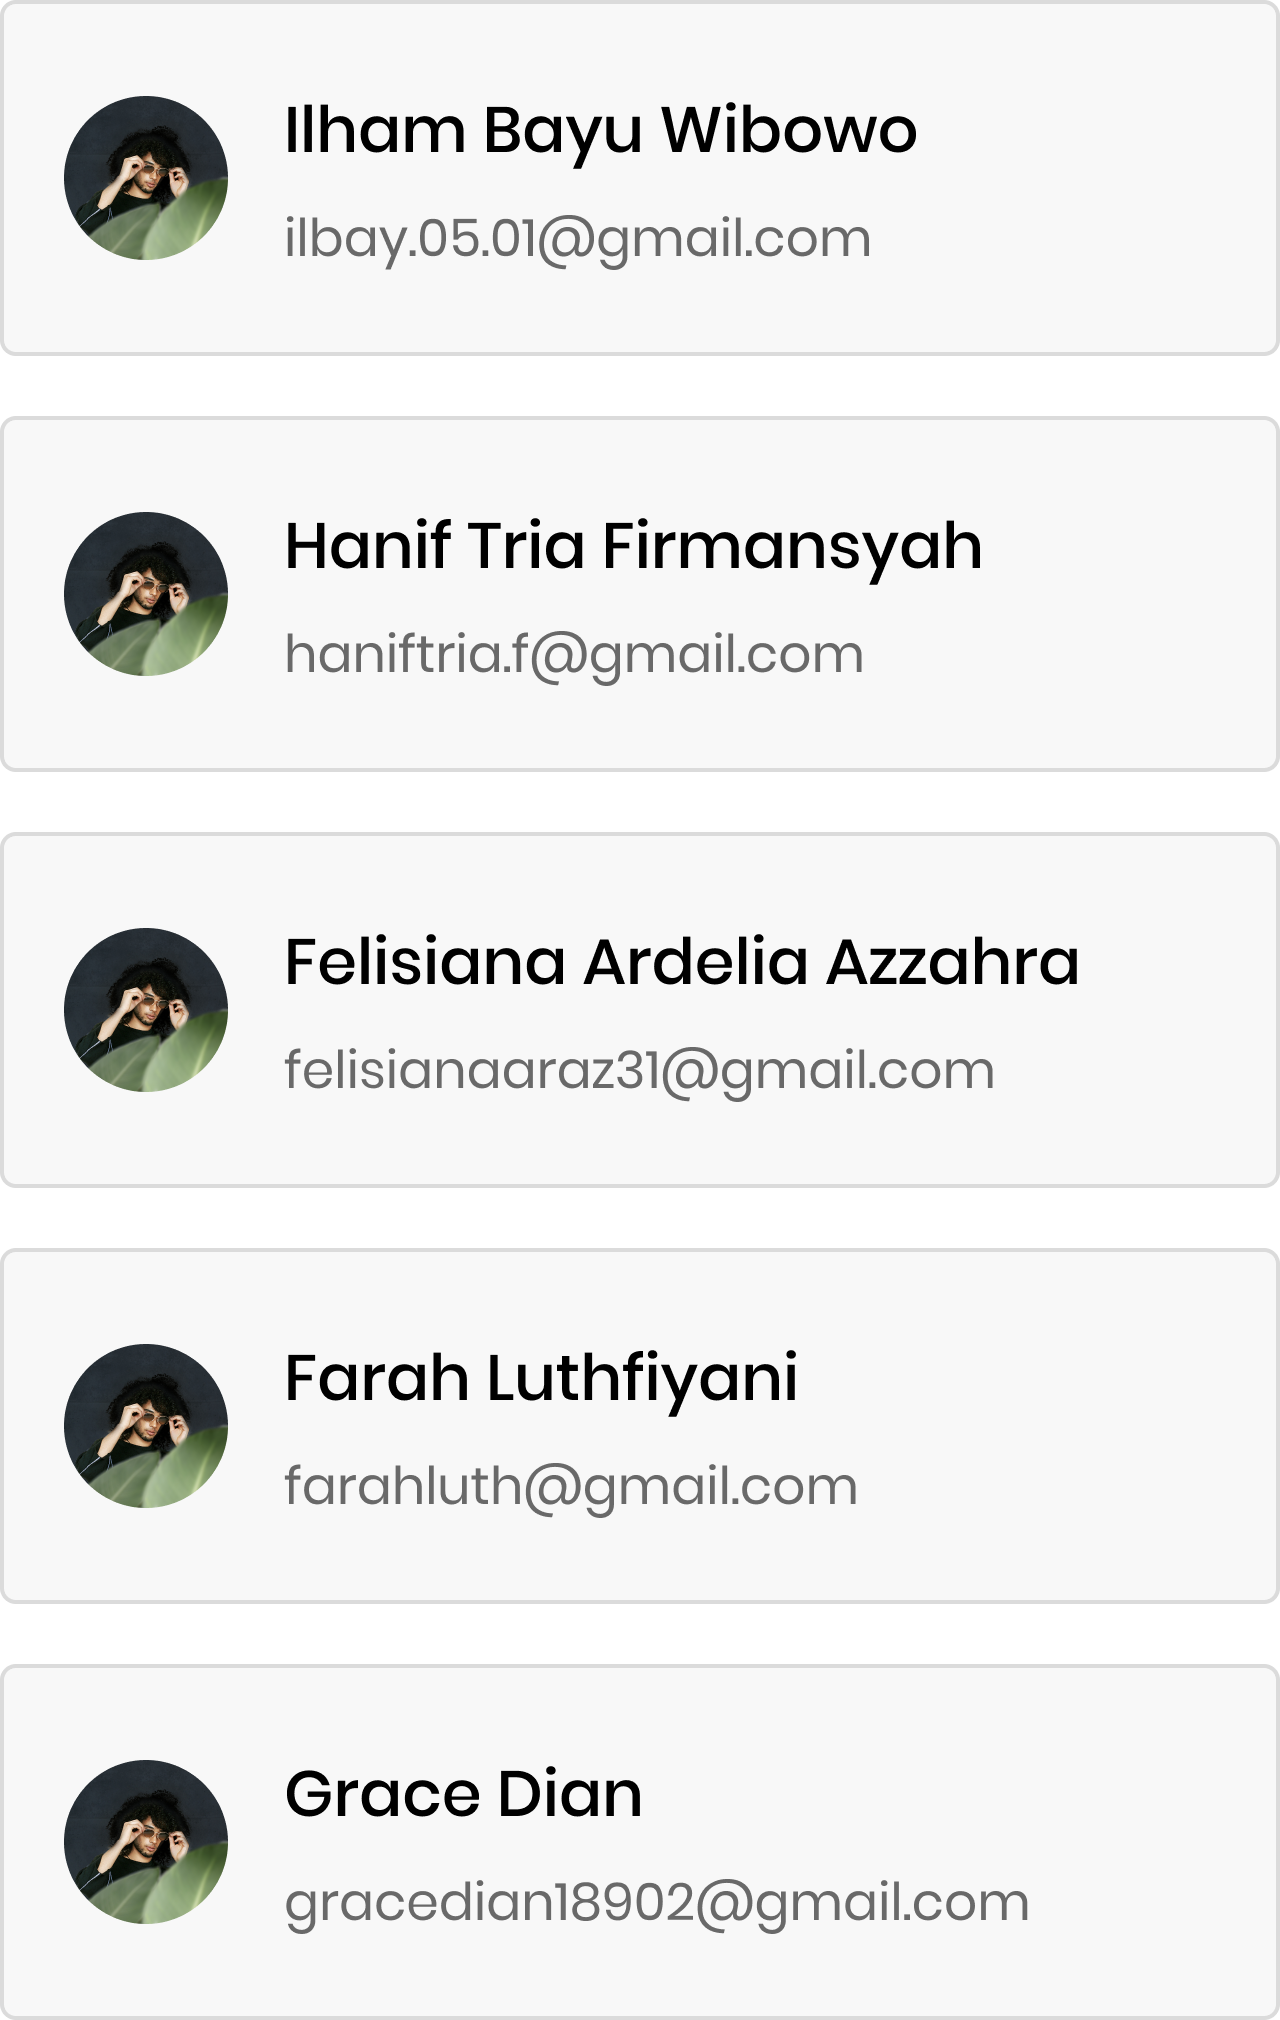 Ilham Bayu Wibowo
ilbay.05.01@gmail.com
Hanif Tria Firmansyah
haniftria.f@gmail.com
Felisiana Ardelia Azzahra
felisianaaraz31@gmail.com
Farah Luthfiyani
farahluth@gmail.com
Grace Dian
gracedian18902@gmail.com